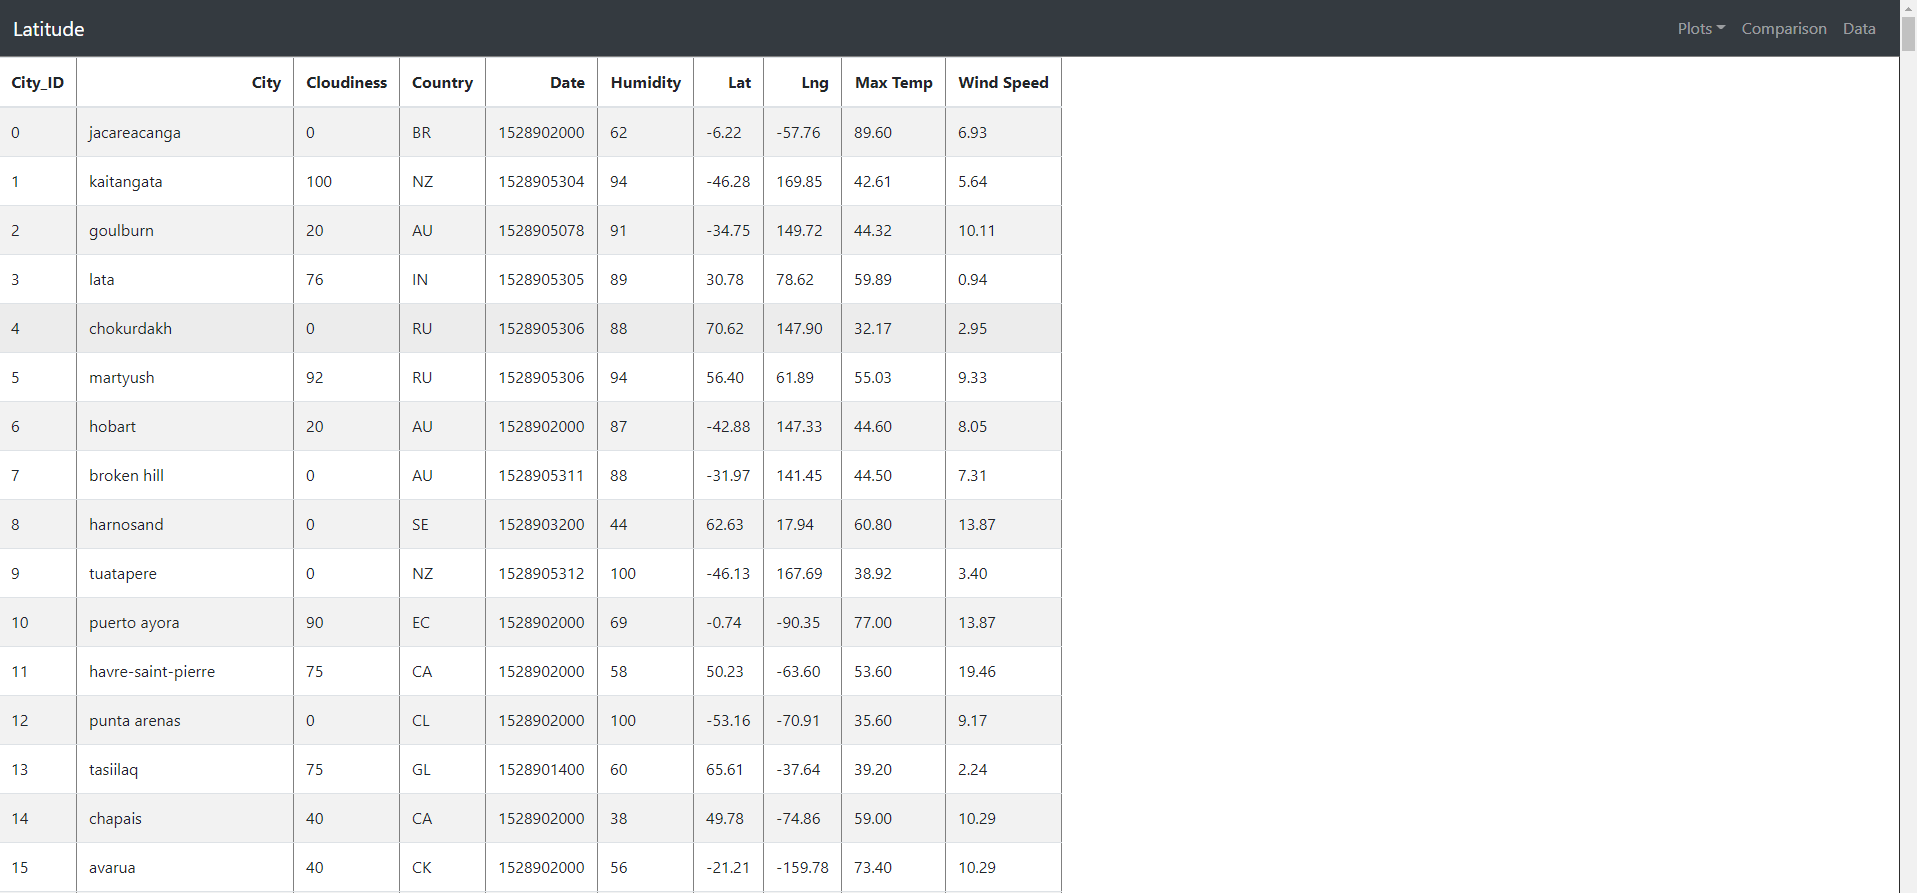 Latitude Plots Comparison Data
City_ID City Cloudiness Country Date Humidity Lat Lng Max Temp Wind Speed
0 jacareacanga 0 BR 1528902000 62 -6.22 -57.76 89.60 6.93
1 kaitangata 100 NZ 1528905304 94 -46.28 169.85 42.61 5.64
2 goulburn 20 AU 1528905078 91 -34.75 149.72 44.32 10.11
3 lata 76 IN 1528905305 89 30.78 78.62 59.89 0.94
4 chokurdakh 0 RU 1528905306 88 70.62 147.90 32.17 2.95
5 martyush 92 RU 1528905306 94 56.40 61.89 55.03 9.33
6 hobart 20 AU 1528902000 87 -42.88 147.33 44.60 8.05
7 broken hill 0 AU 1528905311 88 -31.97 141.45 44.50 7.31
8 harnosand 0 SE 1528903200 44 62.63 17.94 60.80 13.87
9 tuatapere 0 NZ 1528905312 100 -46.13 167.69 38.92 3.40
10 puerto ayora 90 EC 1528902000 69 -0.74 -90.35 77.00 13.87
11 havre-saint-pierre 75 CA 1528902000 58 50.23 -63.60 53.60 19.46
12 punta arenas 0 CL 1528902000 100 -53.16 -70.91 35.60 9.17
13 tasiilaq 75 GL 1528901400 60 65.61 -37.64 39.20 2.24
14 chapais 40 CA 1528902000 38 49.78 -74.86 59.00 10.29
15 avarua 40 CK 1528902000 56 -21.21 -159.78 73.40 10.29